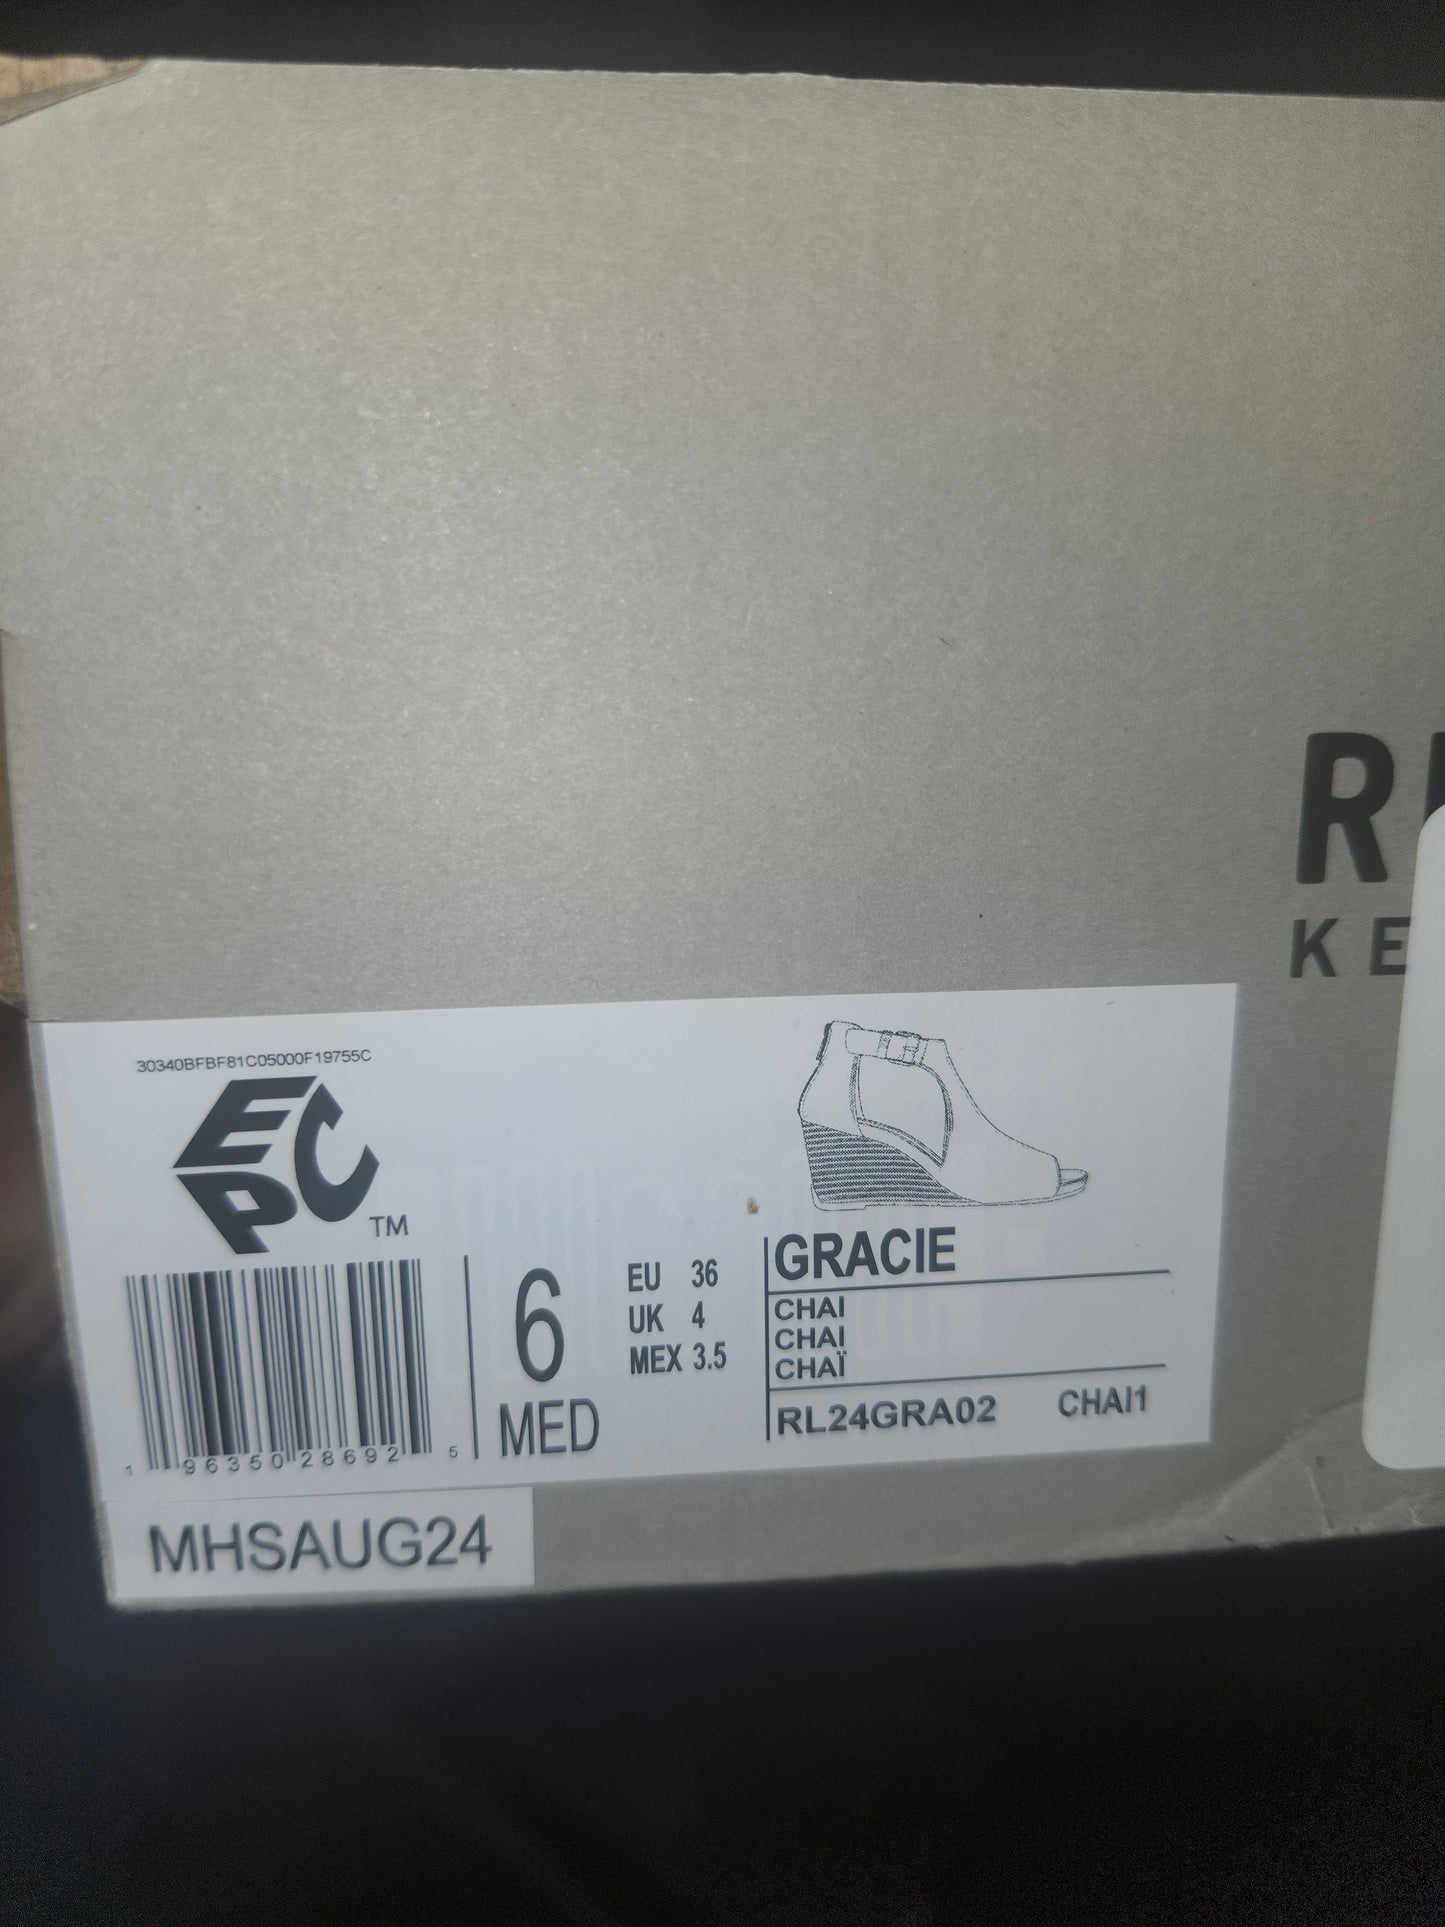 R
KE
30340BFBF81C05000F19755C
EPC
TM
1 96350 28692 5
6
MED
EU 36
UK 4
MEX 3.5
GRACIE
CHAI
CHAI
CHAÏ
RL24GRA02 CHAI1
MHSAUG24